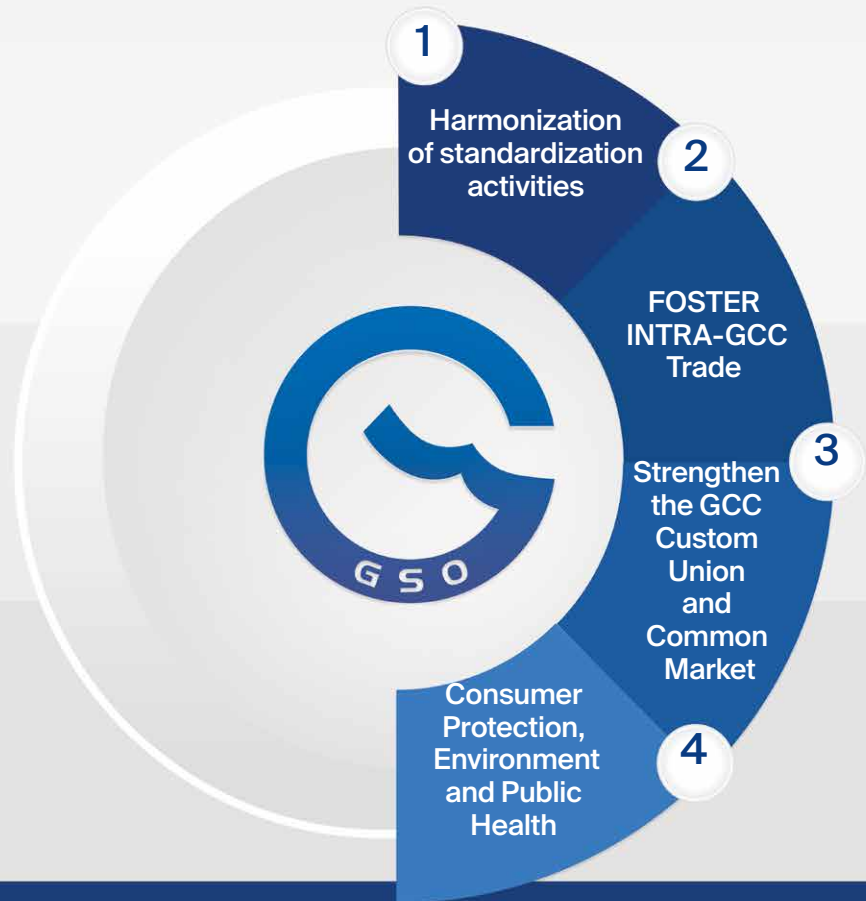 1
Harmonization
of standardization
activities
2
FOSTER
INTRA-GCC
Trade
3
Strengthen
the GCC
Custom
Union
and
Common
Market
4
Consumer
Protection,
Environment
and Public
Health
GSO